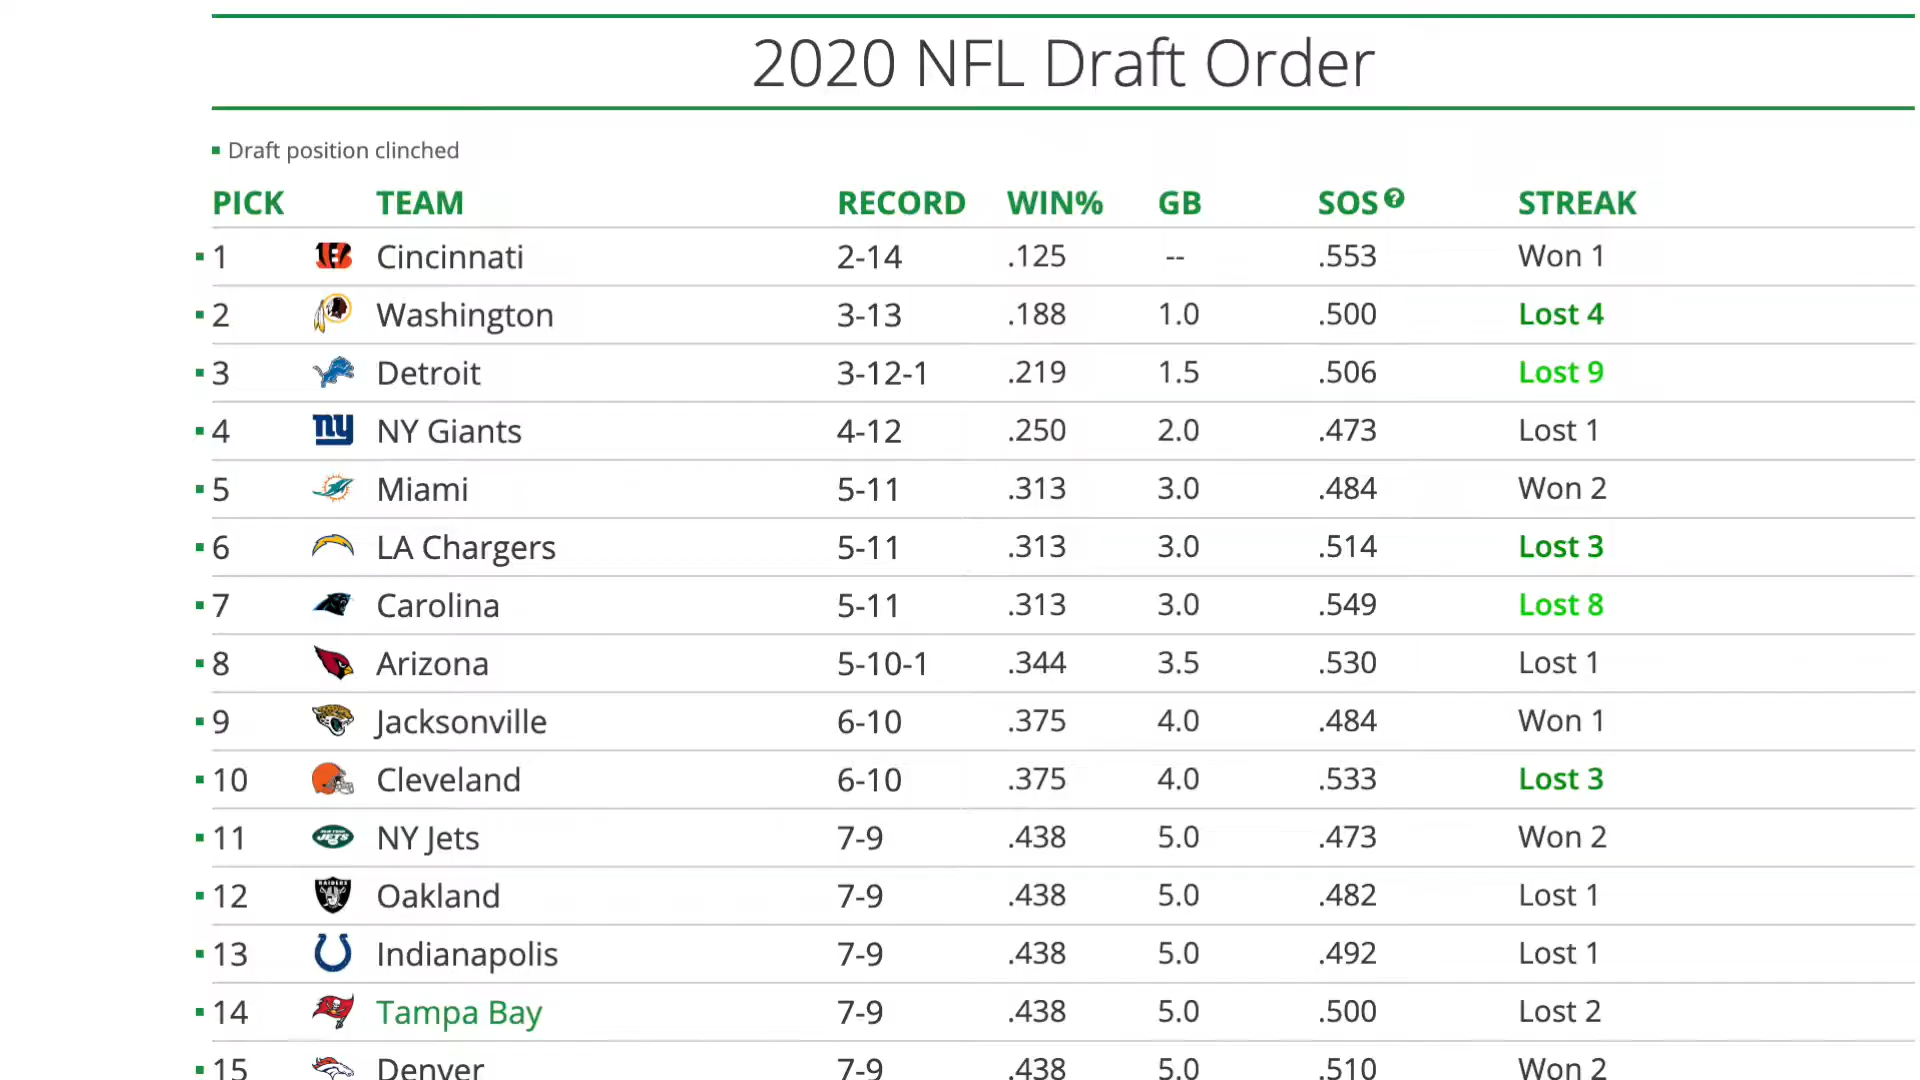 2020 NFL Draft Order
Draft position clinched
PICK TEAM RECORD WIN% GB SOS ? STREAK
1 Cincinnati 2-14 .125 -- .553 Won 1
2 Washington 3-13 .188 1.0 .500 Lost 4
3 Detroit 3-12-1 .219 1.5 .506 Lost 9
4 NY Giants 4-12 .250 2.0 .473 Lost 1
5 Miami 5-11 .313 3.0 .484 Won 2
6 LA Chargers 5-11 .313 3.0 .514 Lost 3
7 Carolina 5-11 .313 3.0 .549 Lost 8
8 Arizona 5-10-1 .344 3.5 .530 Lost 1
9 Jacksonville 6-10 .375 4.0 .484 Won 1
10 Cleveland 6-10 .375 4.0 .533 Lost 3
11 JETS NY Jets 7-9 .438 5.0 .473 Won 2
12 RAIDERS Oakland 7-9 .438 5.0 .482 Lost 1
13 Indianapolis 7-9 .438 5.0 .492 Lost 1
14 Tampa Bay 7-9 .438 5.0 .500 Lost 2
15 Denver 7-9 .438 5.0 .510 Won 2